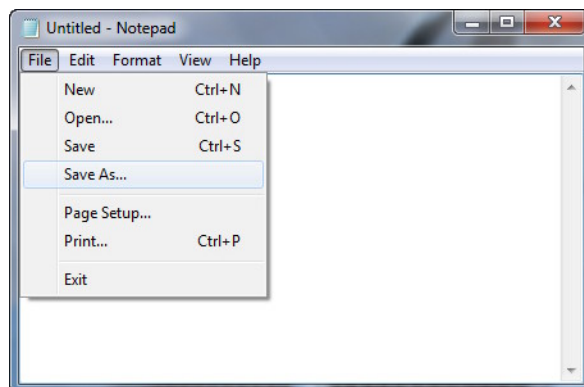 Untitled - Notepad
File Edit Format View Help
New Ctrl+N
Open... Ctrl+O
Save Ctrl+S
Save As...
Page Setup...
Print... Ctrl+P
Exit